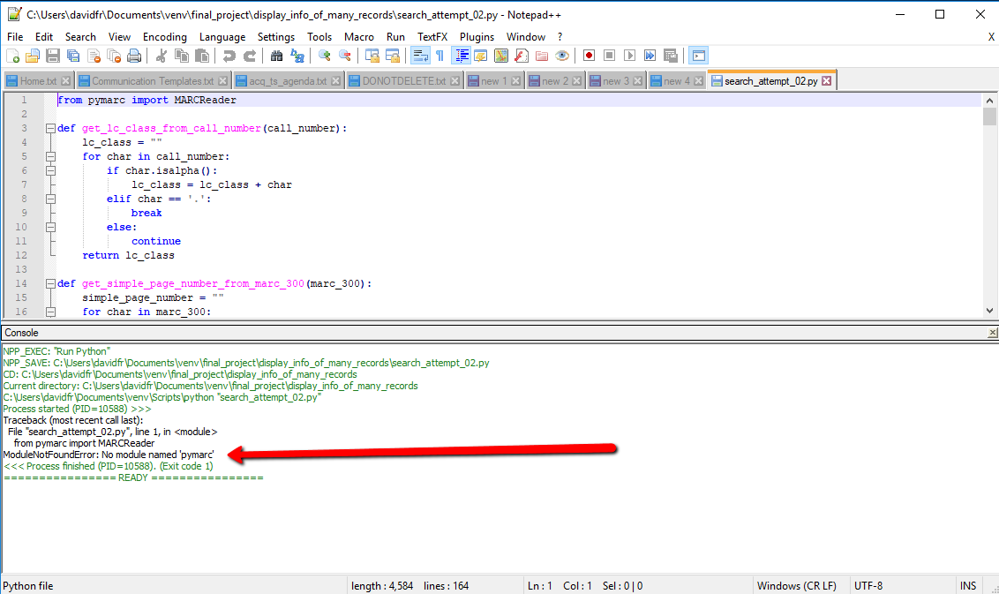 C:\Users\davidfr\Documents\venv\final_project\display_info_of_many_records\search_attempt_02.py - Notepad++
File Edit Search View Encoding Language Settings Tools Macro Run TextFX Plugins Window ? X
Home.txt Communication Templates.txt acq_ts_agenda.txt DONOTDELETE.txt new 1 new 2 new 3 new 4 search_attempt_02.py
1 from pymarc import MARCReader
2
3 def get_lc_class_from_call_number(call_number):
4 lc_class = ""
5 for char in call_number:
6 if char.isalpha():
7 lc_class = lc_class + char
8 elif char == '.':
9 break
10 else:
11 continue
12 return lc_class
13
14 def get_simple_page_number_from_marc_300(marc_300):
15 simple_page_number = ""
16 for char in marc_300:
Console
NPP_EXEC: "Run Python"
NPP_SAVE: C:\Users\davidfr\Documents\venv\final_project\display_info_of_many_records\search_attempt_02.py
CD: C:\Users\davidfr\Documents\venv\final_project\display_info_of_many_records
Current directory: C:\Users\davidfr\Documents\venv\final_project\display_info_of_many_records
C:\Users\davidfr\Documents\venv\Scripts\python "search_attempt_02.py"
Process started (PID=10588) >>>
Traceback (most recent call last):
File "search_attempt_02.py", line 1, in <module>
from pymarc import MARCReader
ModuleNotFoundError: No module named 'pymarc'
<<< Process finished (PID=10588). (Exit code 1)
================ READY ================
Python file length : 4,584 lines : 164 Ln : 1 Col : 1 Sel : 0 | 0 Windows (CR LF) UTF-8 INS